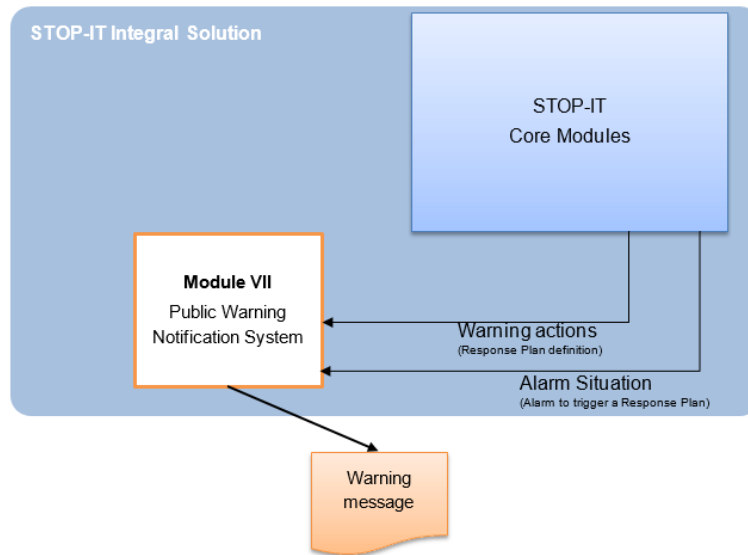 STOP-IT Integral Solution
STOP-IT
Core Modules
Module VII
Public Warning
Notification System
Warning actions
(Response Plan definition)
Alarm Situation
(Alarm to trigger a Response Plan)
Warning
message